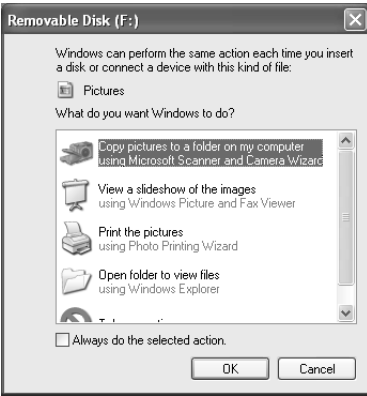 Removable Disk (F:)
Windows can perform the same action each time you insert
a disk or connect a device with this kind of file:
Pictures
What do you want Windows to do?
Copy pictures to a folder on my computer
using Microsoft Scanner and Camera Wizard
View a slideshow of the images
using Windows Picture and Fax Viewer
Print the pictures
using Photo Printing Wizard
Open folder to view files
using Windows Explorer
Always do the selected action.
OK
Cancel